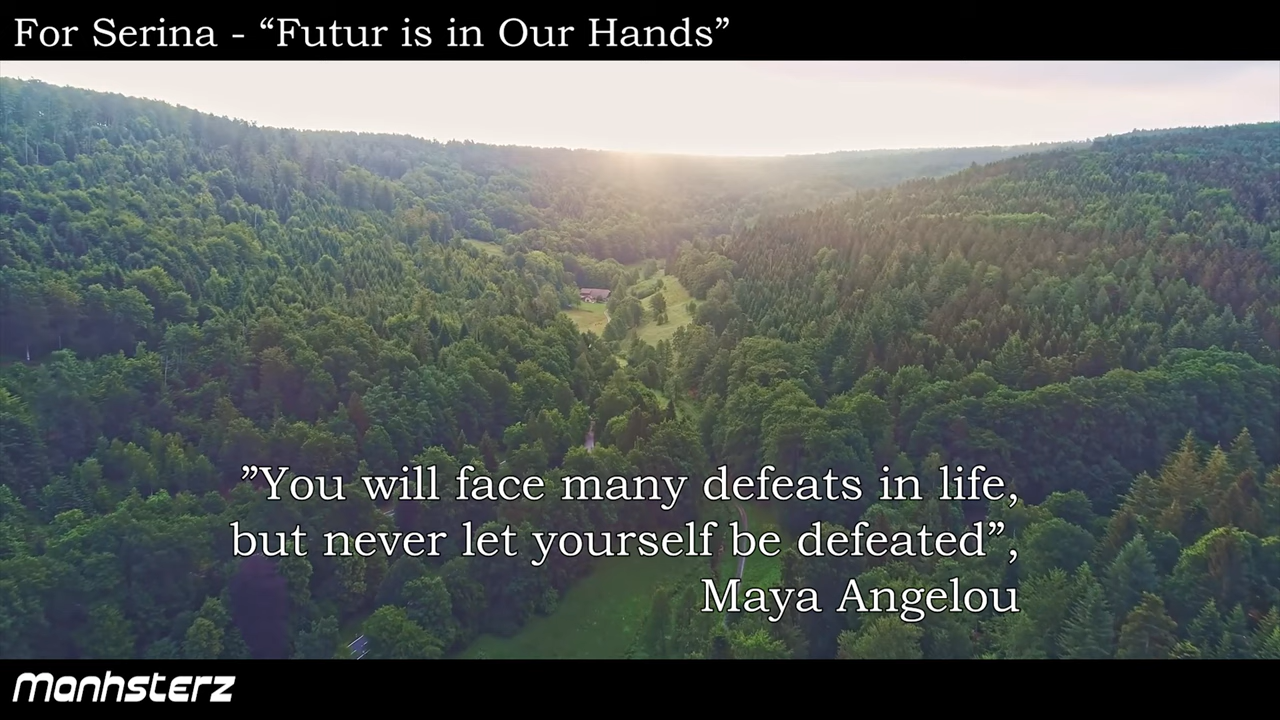 For Serina - “Futur is in Our Hands”
”You will face many defeats in life,
but never let yourself be defeated”,
Maya Angelou
Manhsterz